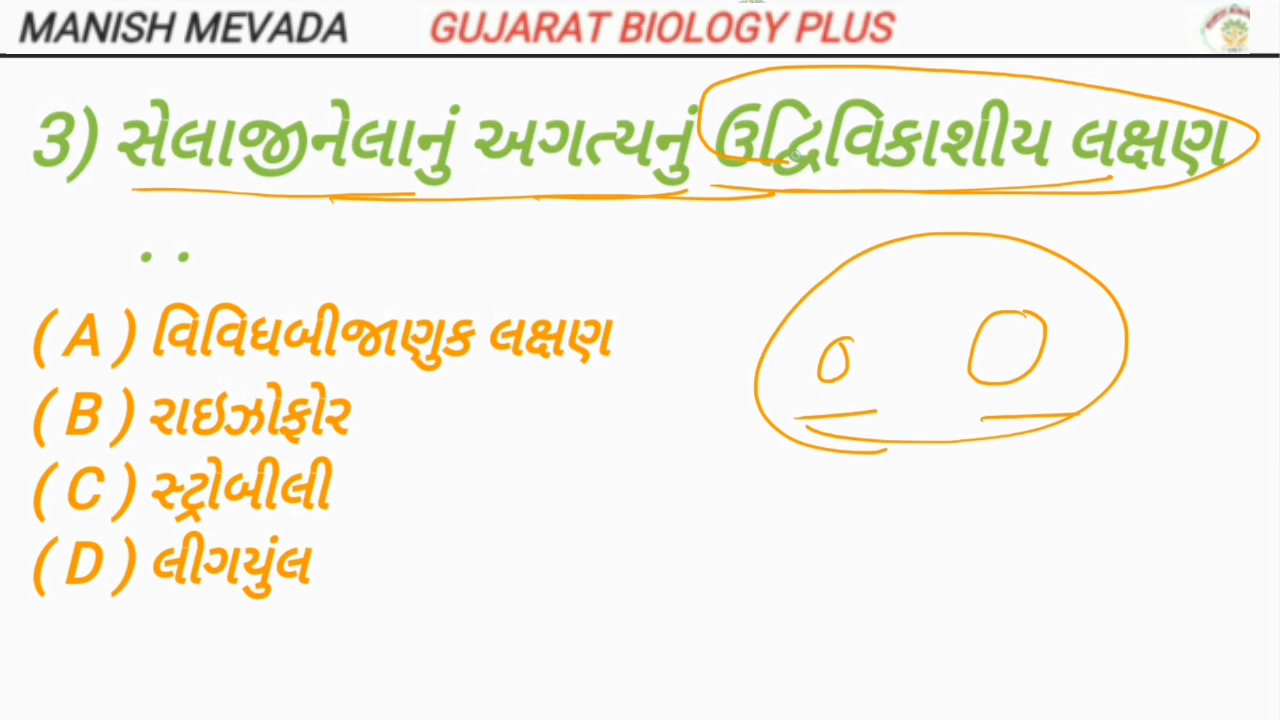 MANISH MEVADA GUJARAT BIOLOGY PLUS
3) સેલાજીનેલાનું અગત્યનું ઉદ્વિવિકાશીય લક્ષણ
. .
( A ) વિવિધબીજાણુક લક્ષણ
( B ) રાઇઝોફોર
( C ) સ્ટ્રોબીલી
( D ) લીગયુંલ